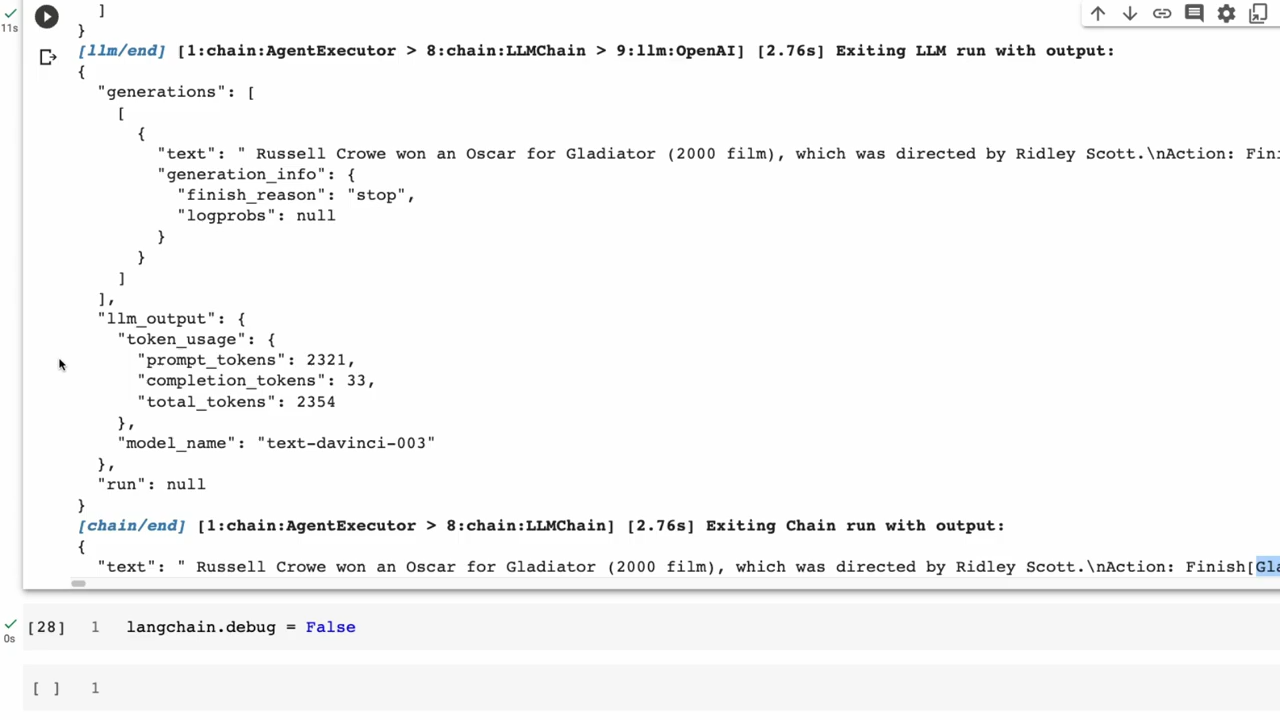 ]
11s
}
[llm/end] [1:chain:AgentExecutor > 8:chain:LLMChain > 9:llm:OpenAI] [2.76s] Exiting LLM run with output:
{
"generations": [
[
{
"text": " Russell Crowe won an Oscar for Gladiator (2000 film), which was directed by Ridley Scott.\nAction: Fini
"generation_info": {
"finish_reason": "stop",
"logprobs": null
}
}
]
],
"llm_output": {
"token_usage": {
"prompt_tokens": 2321,
"completion_tokens": 33,
"total_tokens": 2354
},
"model_name": "text-davinci-003"
},
"run": null
}
[chain/end] [1:chain:AgentExecutor > 8:chain:LLMChain] [2.76s] Exiting Chain run with output:
{
"text": " Russell Crowe won an Oscar for Gladiator (2000 film), which was directed by Ridley Scott.\nAction: Finish[Gla
[28] 1 langchain.debug = False
0s
[ ] 1